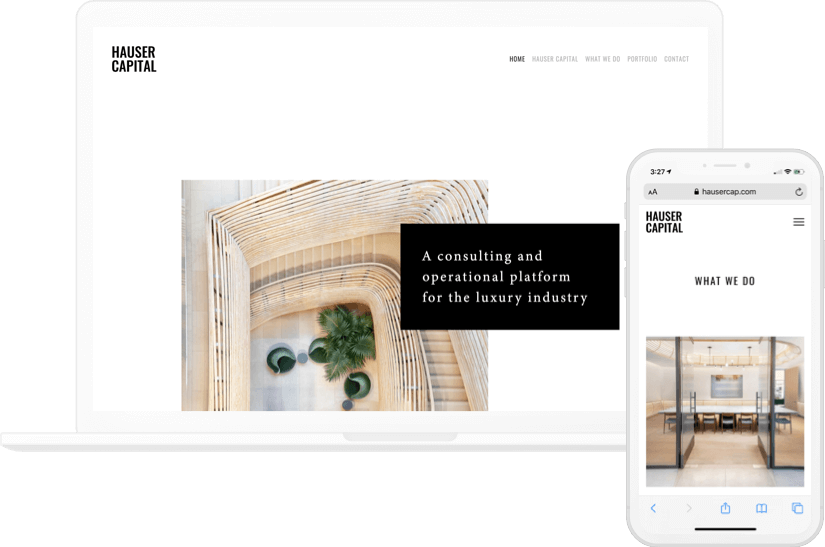 HAUSER
CAPITAL
HOME HAUSER CAPITAL WHAT WE DO PORTFOLIO CONTACT
A consulting and
operational platform
for the luxury industry
3:27
AA hausercap.com
HAUSER
CAPITAL
WHAT WE DO